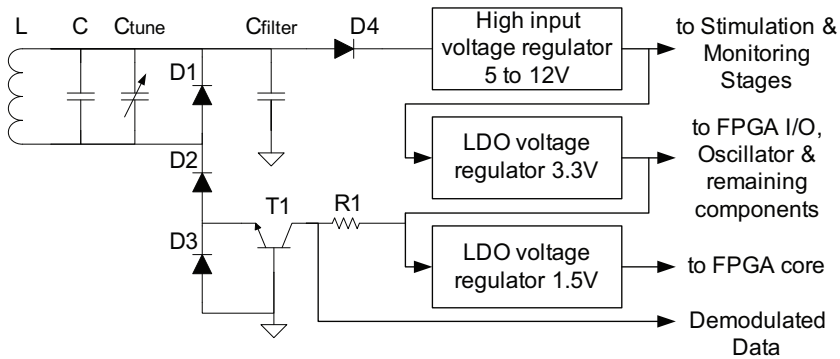 L
C
Ctune
Cfilter
D4
High input
voltage regulator
5 to 12V
to Stimulation &
Monitoring
Stages
D1
D2
LDO voltage
regulator 3.3V
to FPGA I/O,
Oscillator &
remaining
components
D3
T1
R1
LDO voltage
regulator 1.5V
to FPGA core
Demodulated
Data